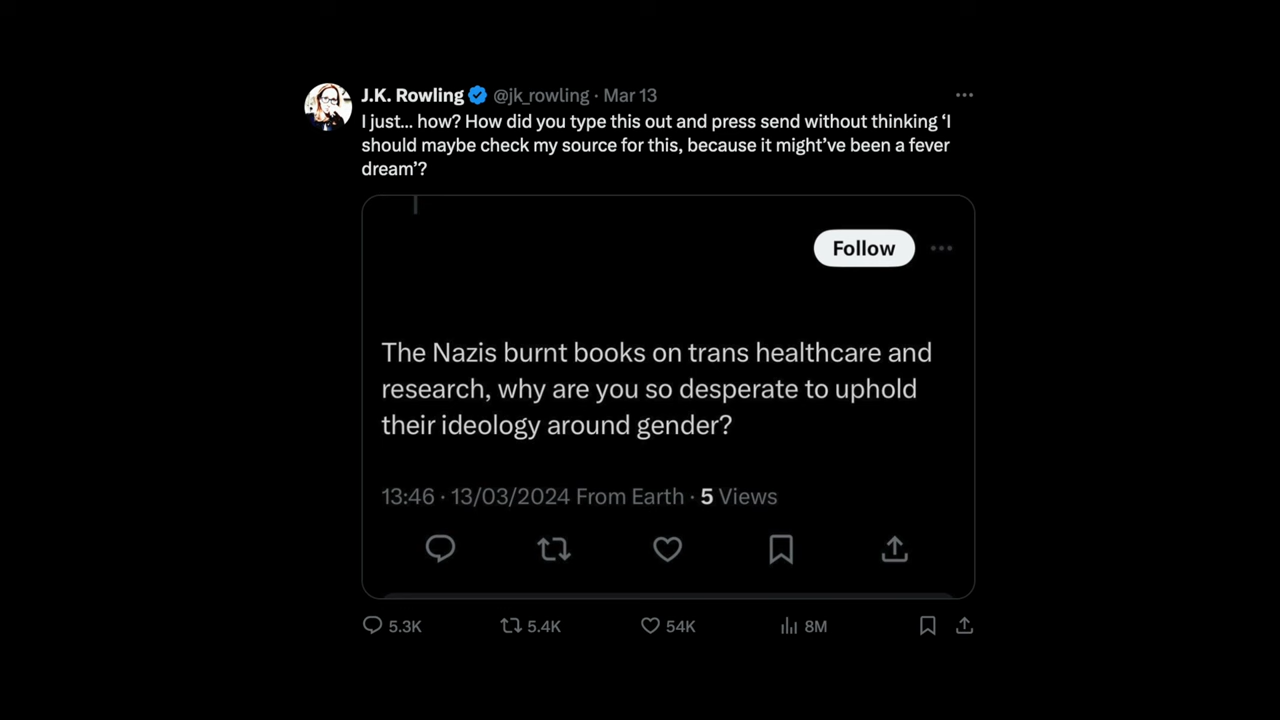 J.K. Rowling @jk_rowling · Mar 13
I just... how? How did you type this out and press send without thinking ‘I
should maybe check my source for this, because it might’ve been a fever
dream’?
Follow
The Nazis burnt books on trans healthcare and
research, why are you so desperate to uphold
their ideology around gender?
13:46 · 13/03/2024 From Earth · 5 Views
5.3K 5.4K 54K 8M